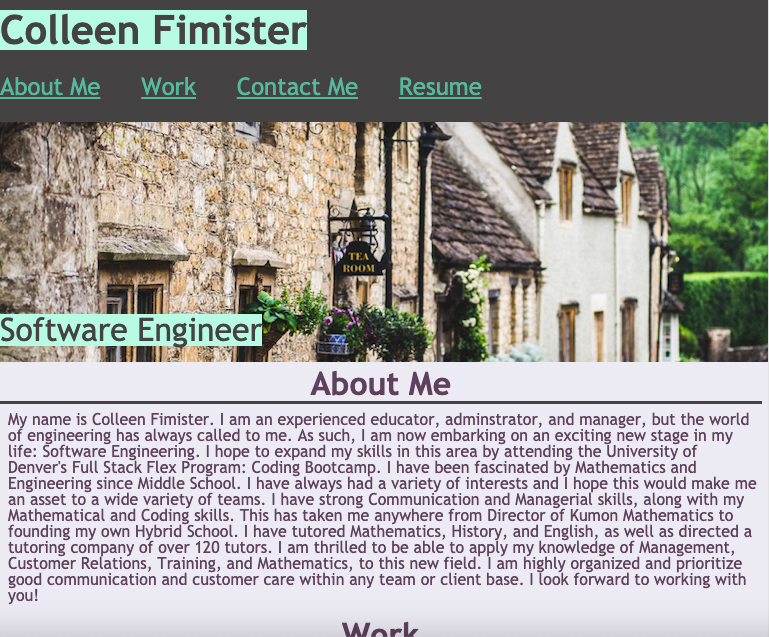 Colleen Fimister
About Me Work Contact Me Resume
TEA
ROOM
Software Engineer
About Me
My name is Colleen Fimister. I am an experienced educator, adminstrator, and manager, but the world
of engineering has always called to me. As such, I am now embarking on an exciting new stage in my
life: Software Engineering. I hope to expand my skills in this area by attending the University of
Denver's Full Stack Flex Program: Coding Bootcamp. I have been fascinated by Mathematics and
Engineering since Middle School. I have always had a variety of interests and I hope this would make me
an asset to a wide variety of teams. I have strong Communication and Managerial skills, along with my
Mathematical and Coding skills. This has taken me anywhere from Director of Kumon Mathematics to
founding my own Hybrid School. I have tutored Mathematics, History, and English, as well as directed a
tutoring company of over 120 tutors. I am thrilled to be able to apply my knowledge of Management,
Customer Relations, Training, and Mathematics, to this new field. I am highly organized and prioritize
good communication and customer care within any team or client base. I look forward to working with
you!
Work